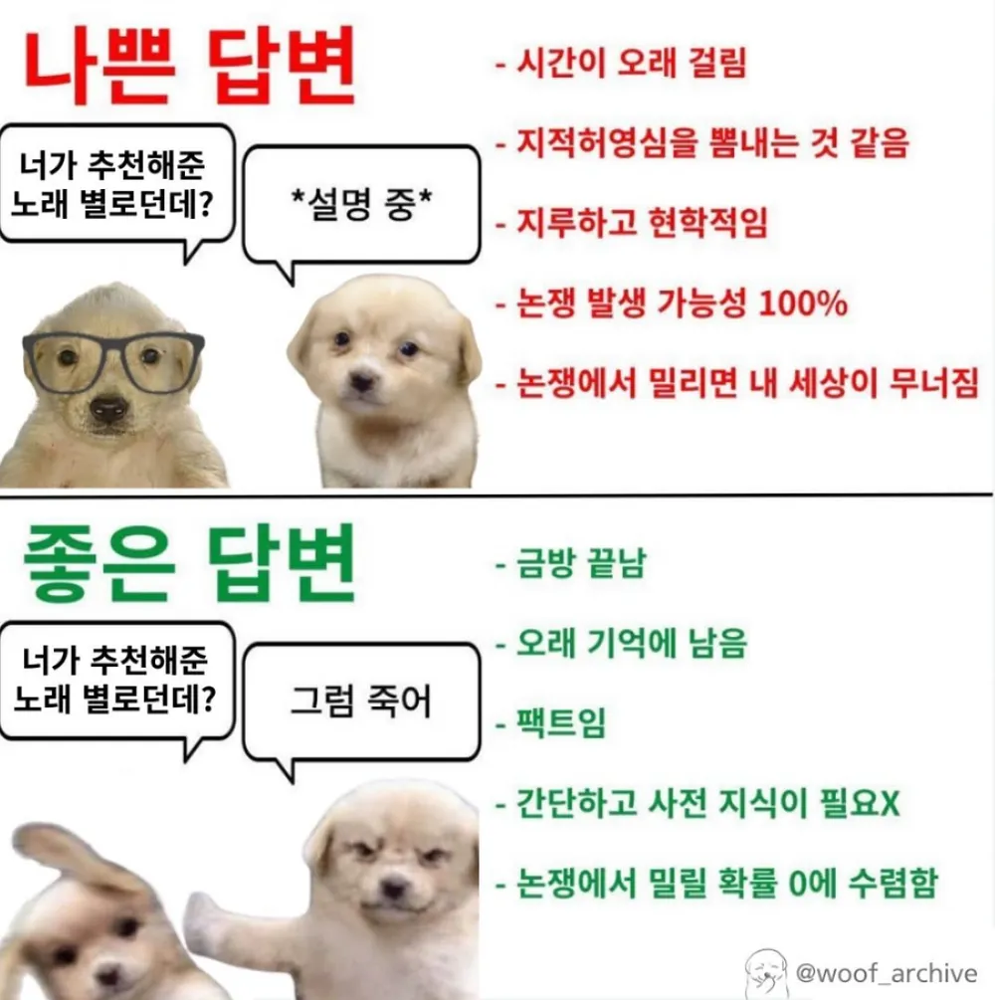 나쁜 답변
너가 추천해준
노래 별로던데?
*설명 중*
- 시간이 오래 걸림
- 지적허영심을 뽐내는 것 같음
- 지루하고 현학적임
- 논쟁 발생 가능성 100%
- 논쟁에서 밀리면 내 세상이 무너짐
좋은 답변
너가 추천해준
노래 별로던데?
그럼 죽어
- 금방 끝남
- 오래 기억에 남음
- 팩트임
- 간단하고 사전 지식이 필요X
- 논쟁에서 밀릴 확률 0에 수렴함
@woof_archive